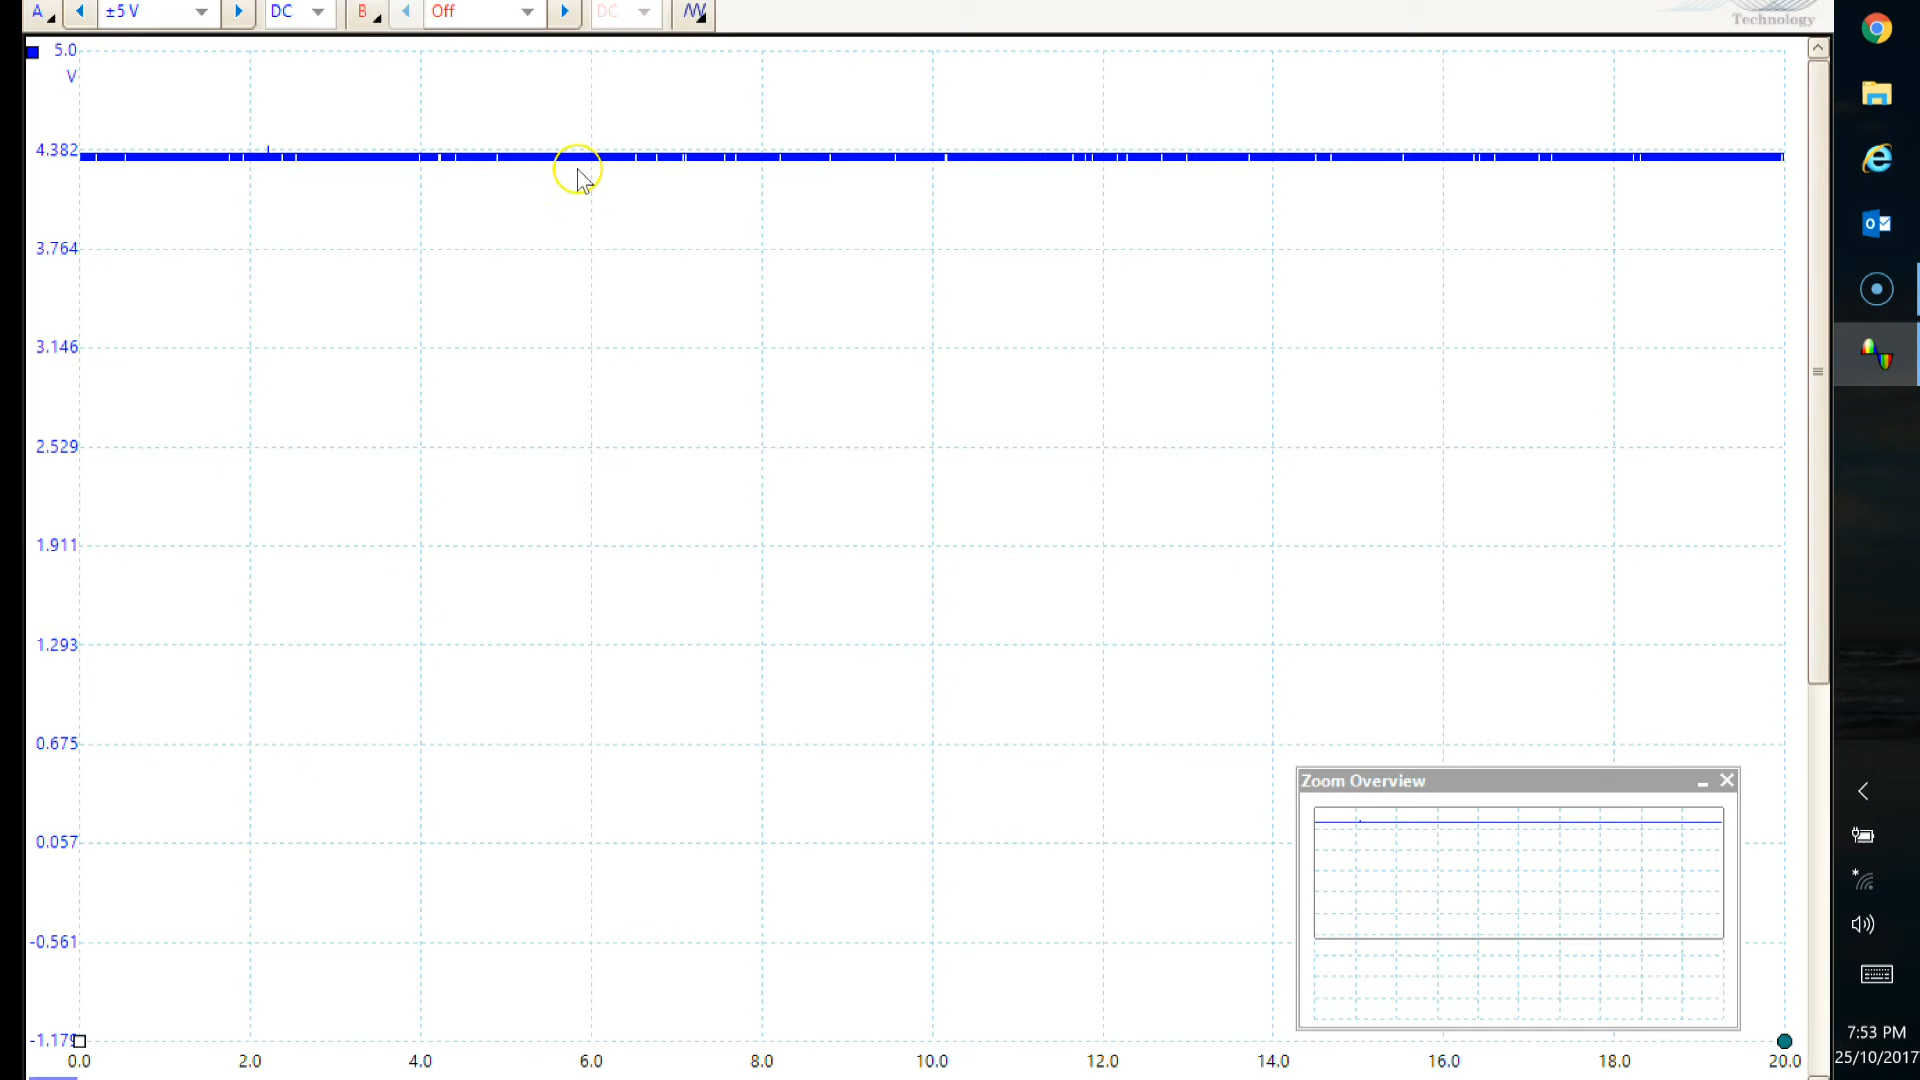 A ±5 V DC B Off DC
Technology
5.0
V
4.382
3.764
3.146
2.529
1.911
1.293
0.675
Zoom Overview
0.057
-0.561
-1.179
0.0 2.0 4.0 6.0 8.0 10.0 12.0 14.0 16.0 18.0 20.0
7:53 PM
25/10/2017